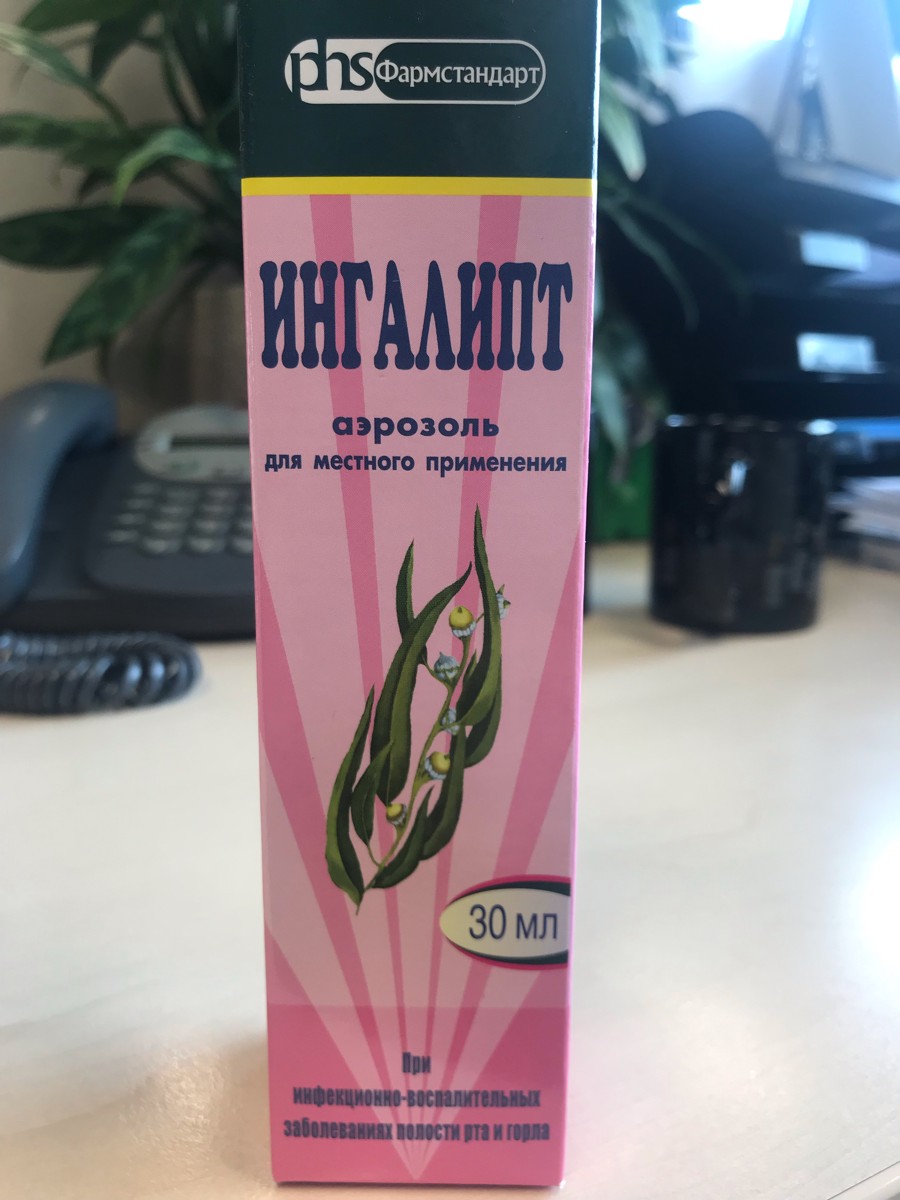 phs Фармстандарт
ИНГАЛИПТ
аэрозоль
для местного применения
30 мл
При
инфекционно-воспалительных
заболеваниях полости рта и горла